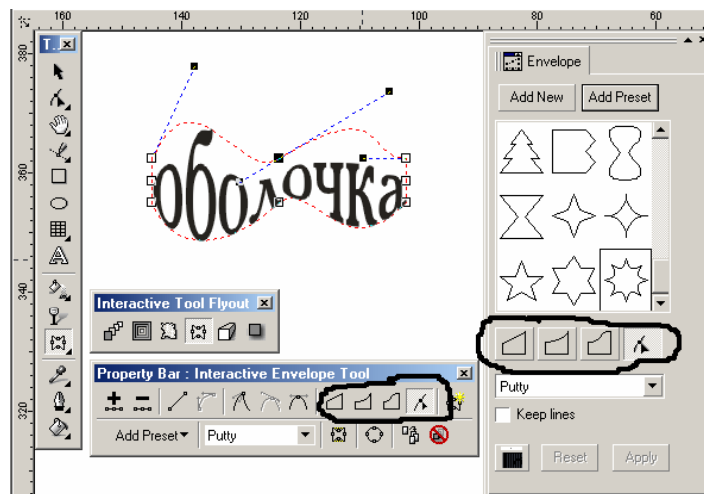 160 140 120 100 80 60
380
360
340
320
T...
оболочка
Envelope
Add New
Add Preset
Interactive Tool Flyout
Property Bar : Interactive Envelope Tool
Add Preset
Putty
Putty
Keep lines
Reset
Apply